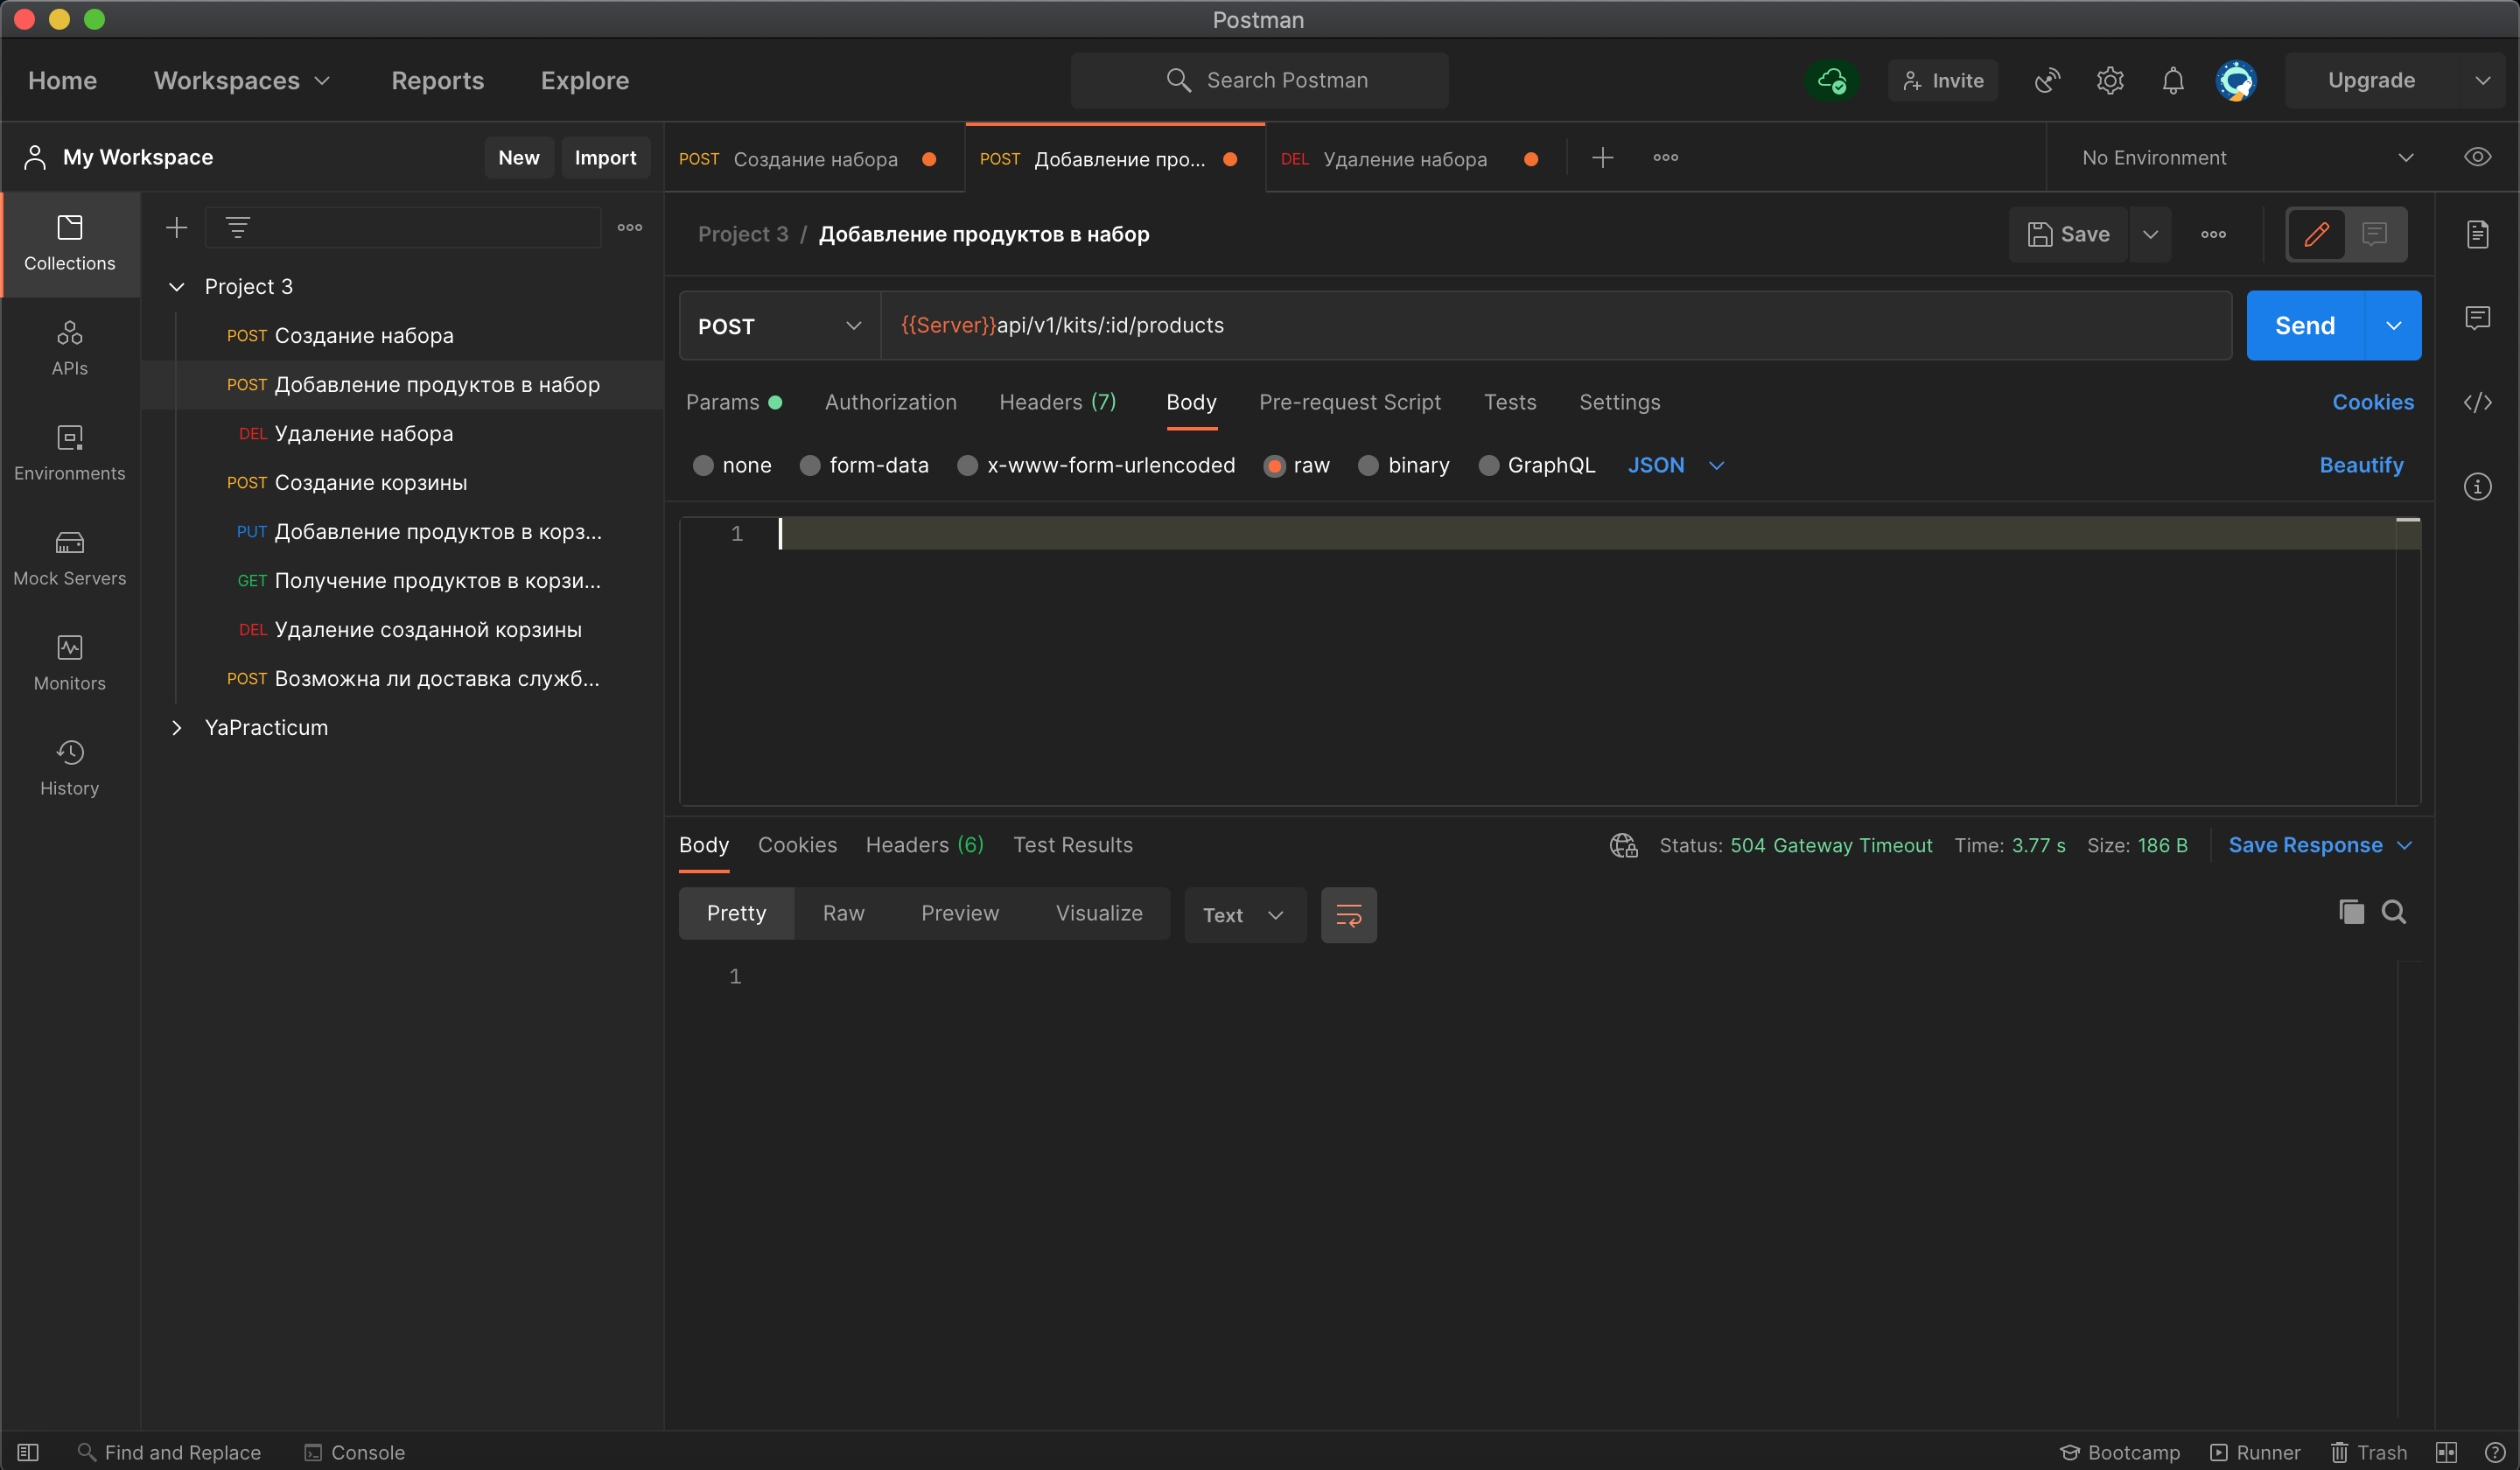 Postman
Home Workspaces Reports Explore Search Postman Invite Upgrade
My Workspace New Import
POST Создание набора POST Добавление про... DEL Удаление набора ooo No Environment
Collections
APIs
Environments
Mock Servers
Monitors
History
Project 3
POST Создание набора
POST Добавление продуктов в набор
DEL Удаление набора
POST Создание корзины
PUT Добавление продуктов в корз...
GET Получение продуктов в корзи...
DEL Удаление созданной корзины
POST Возможна ли доставка служб...
YaPracticum
Project 3 / Добавление продуктов в набор Save
POST {{Server}}api/v1/kits/:id/products Send
Params Authorization Headers (7) Body Pre-request Script Tests Settings Cookies
none form-data x-www-form-urlencoded raw binary GraphQL JSON Beautify
1
Body Cookies Headers (6) Test Results Status: 504 Gateway Timeout Time: 3.77 s Size: 186 B Save Response
Pretty Raw Preview Visualize Text
1
Find and Replace Console Bootcamp Runner Trash